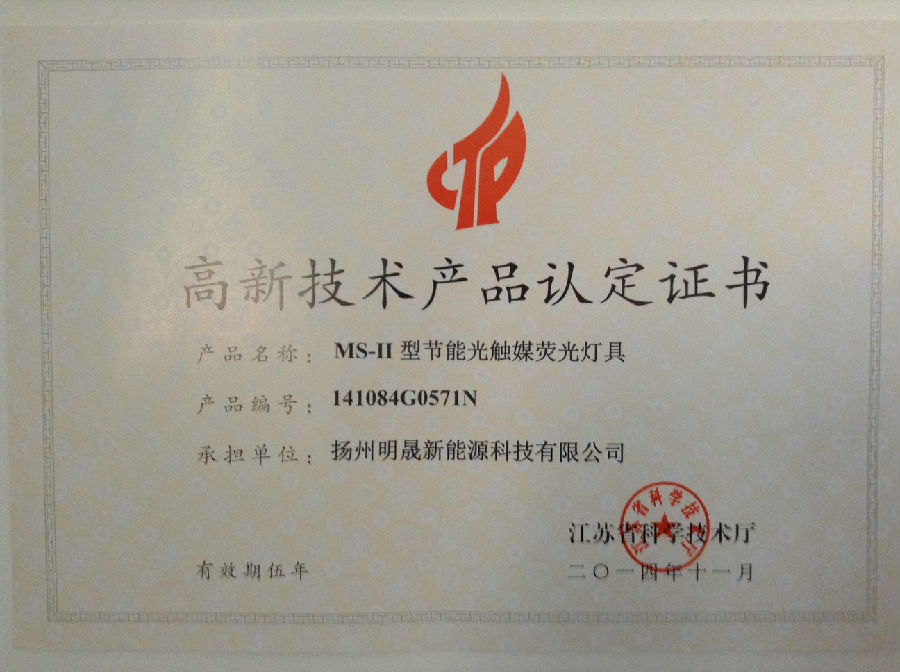 高新技术产品认定证书
产品名称： MS-II 型节能光触媒荧光灯具
产品编号： 141084G0571N
承担单位： 扬州明晟新能源科技有限公司
江苏省科学技术厅
有效期伍年
二〇一四年十一月